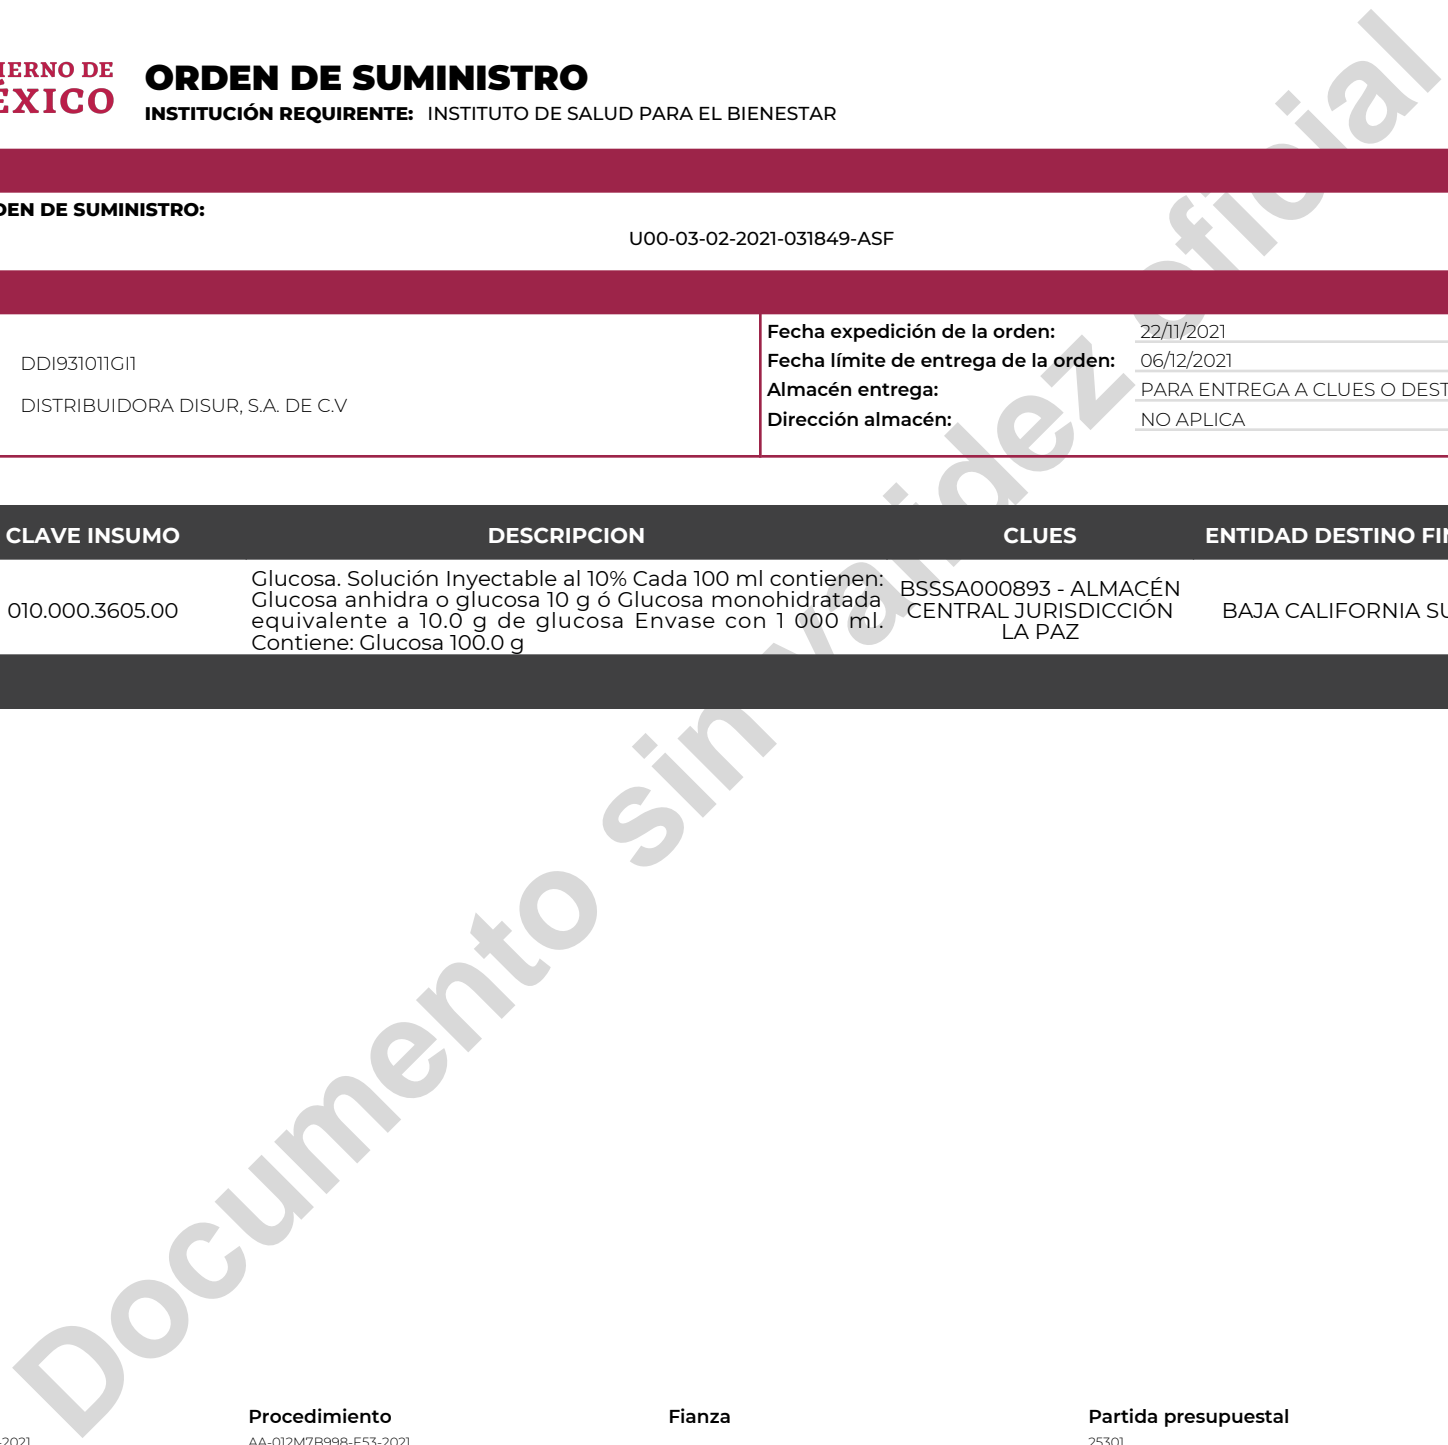 IERNO DE
ÉXICO
ORDEN DE SUMINISTRO
INSTITUCIÓN REQUIRENTE: INSTITUTO DE SALUD PARA EL BIENESTAR
DEN DE SUMINISTRO:
U00-03-02-2021-031849-ASF
DDI931011GI1
DISTRIBUIDORA DISUR, S.A. DE C.V
Fecha expedición de la orden: 22/11/2021
Fecha límite de entrega de la orden: 06/12/2021
Almacén entrega: PARA ENTREGA A CLUES O DEST
Dirección almacén: NO APLICA
CLAVE INSUMO DESCRIPCION CLUES ENTIDAD DESTINO FIN
010.000.3605.00
Glucosa. Solución Inyectable al 10% Cada 100 ml contienen:
Glucosa anhidra o glucosa 10 g ó Glucosa monohidratada
equivalente a 10.0 g de glucosa Envase con 1 000 ml.
Contiene: Glucosa 100.0 g
BSSSA000893 - ALMACÉN
CENTRAL JURISDICCIÓN
LA PAZ
BAJA CALIFORNIA SU
Documento sin validez oficial
Procedimiento Fianza Partida presupuestal
-2021 AA-012M7B998-E53-2021 25301